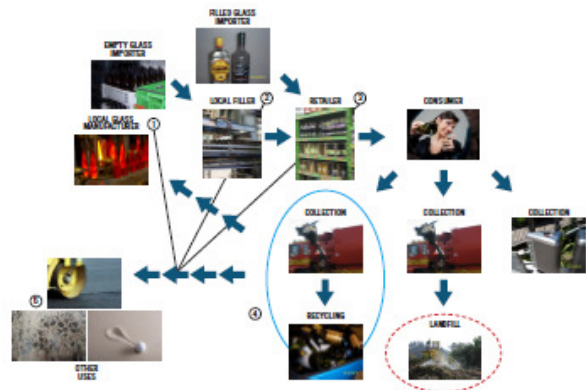 FILLED GLASS
IMPORTER
EMPTY GLASS
IMPORTER
LOCAL FILLER
②
RETAILER
②
CONSUMER
LOCAL GLASS
MANUFACTURER
①
COLLECTION
COLLECTION
COLLECTION
④
RECYCLING
LANDFILL
⑤
OTHER
USES